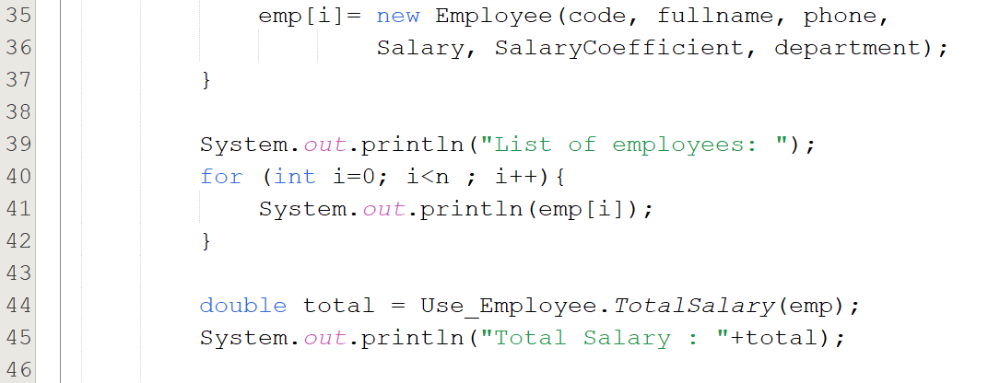 35 emp[i]= new Employee(code, fullname, phone,
36 Salary, SalaryCoefficient, department);
37 }
38
39 System.out.println("List of employees: ");
40 for (int i=0; i<n ; i++){
41 System.out.println(emp[i]);
42 }
43
44 double total = Use_Employee.TotalSalary(emp);
45 System.out.println("Total Salary : "+total);
46